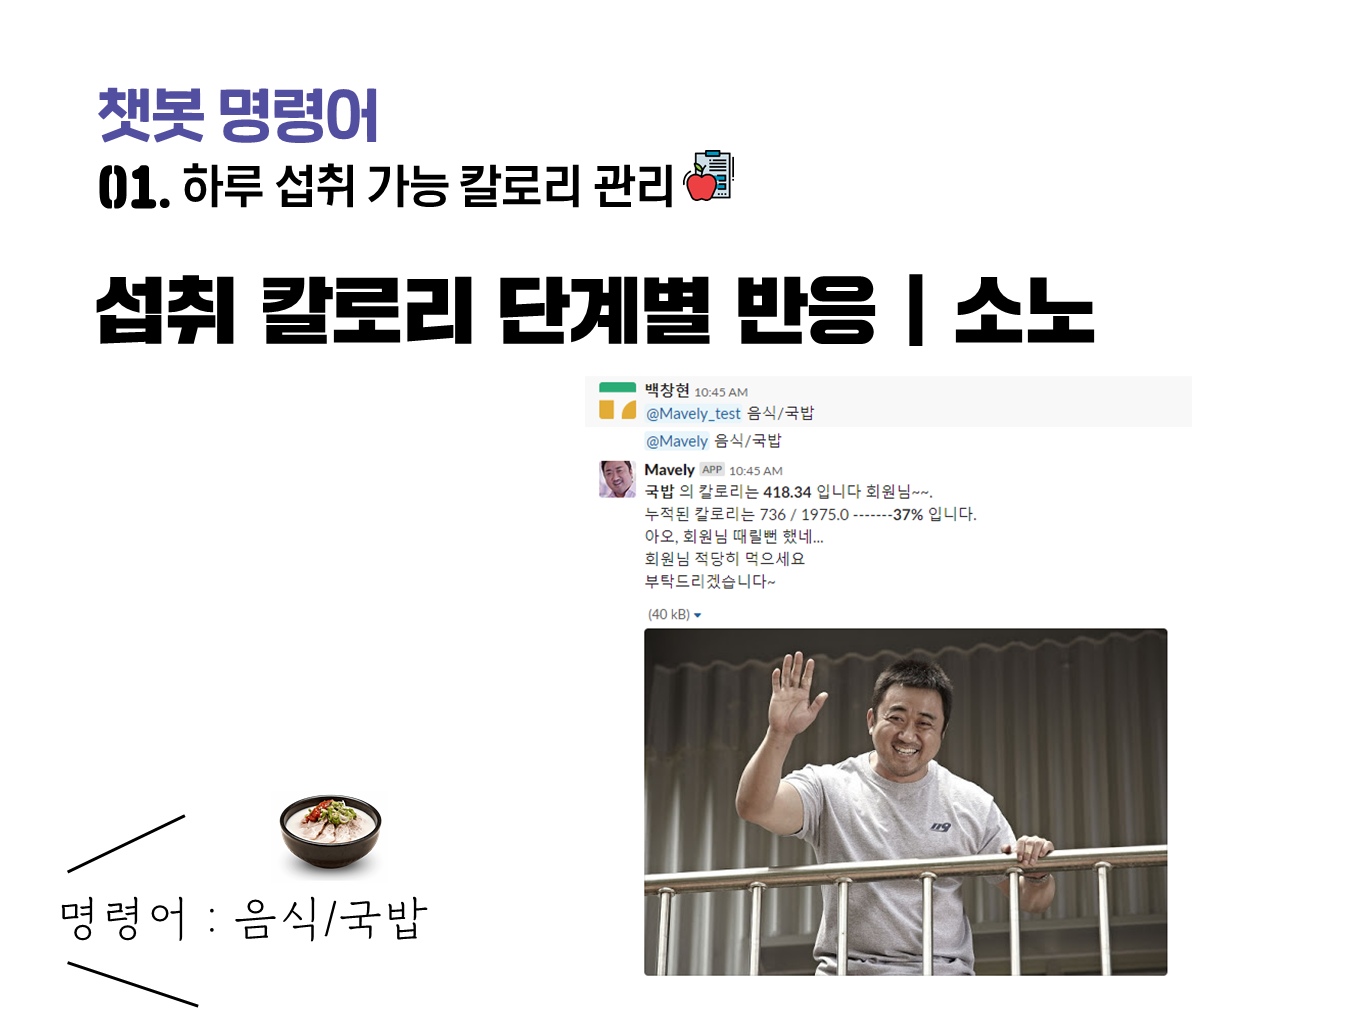 챗봇 명령어
01. 하루 섭취 가능 칼로리 관리
섭취 칼로리 단계별 반응 | 소노
백창현 10:45 AM
@Mavely_test 음식/국밥
@Mavely 음식/국밥
Mavely APP 10:45 AM
국밥 의 칼로리는 418.34 입니다 회원님~~.
누적된 칼로리는 736 / 1975.0 -------37% 입니다.
아오, 회원님 때릴뻔 했네...
회원님 적당히 먹으세요
부탁드리겠습니다~
(40 kB)
ng
명령어 : 음식/국밥